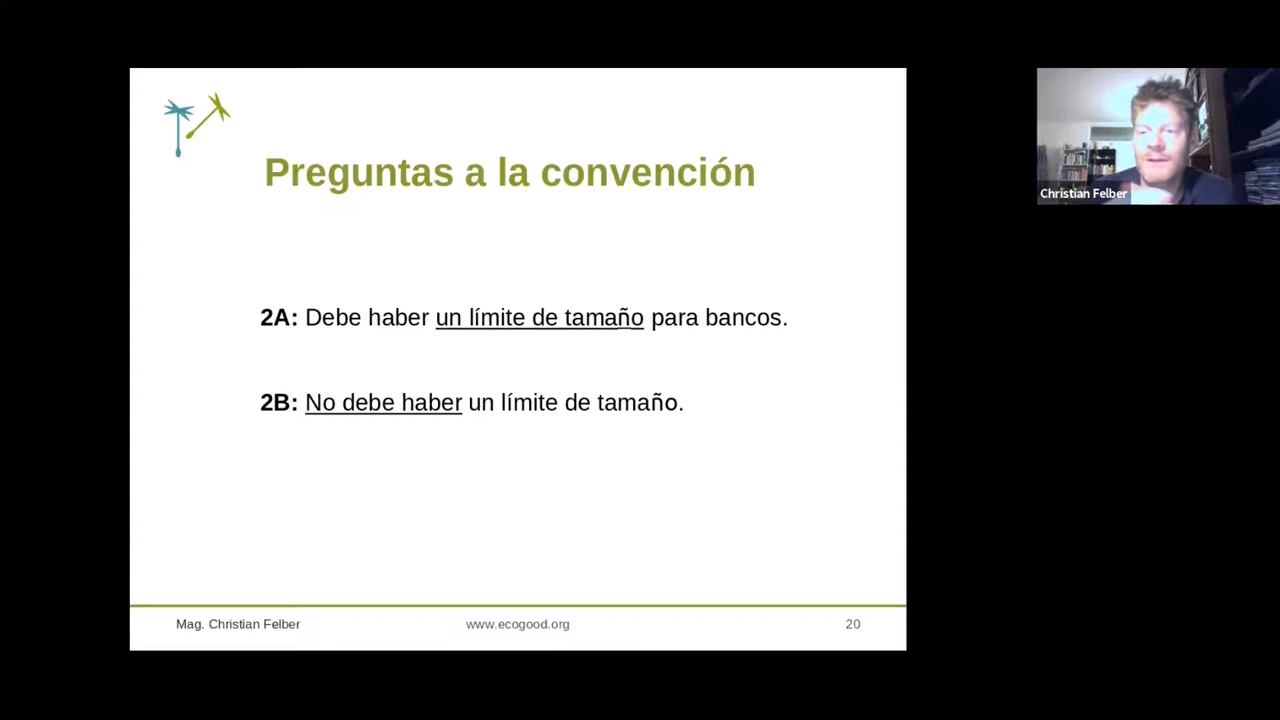 Preguntas a la convención
Christian Felber
2A: Debe haber un límite de tamaño para bancos.
2B: No debe haber un límite de tamaño.
Mag. Christian Felber www.ecogood.org 20